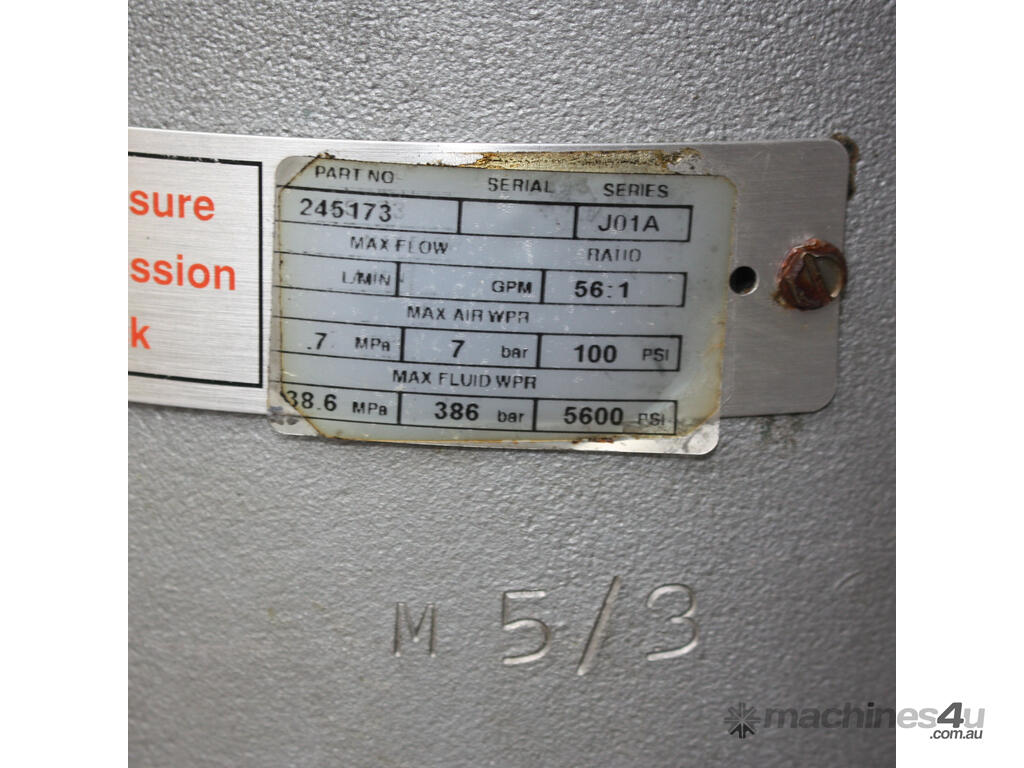 sure
ssion
k
PART NO SERIAL SERIES
245173 J01A
MAX FLOW RATIO
L/MIN GPM 56:1
MAX AIR WPR
.7 MPa 7 bar 100 PSI
MAX FLUID WPR
38.6 MPa 386 bar 5600 PSI
M 5/3
machines4u
.com.au